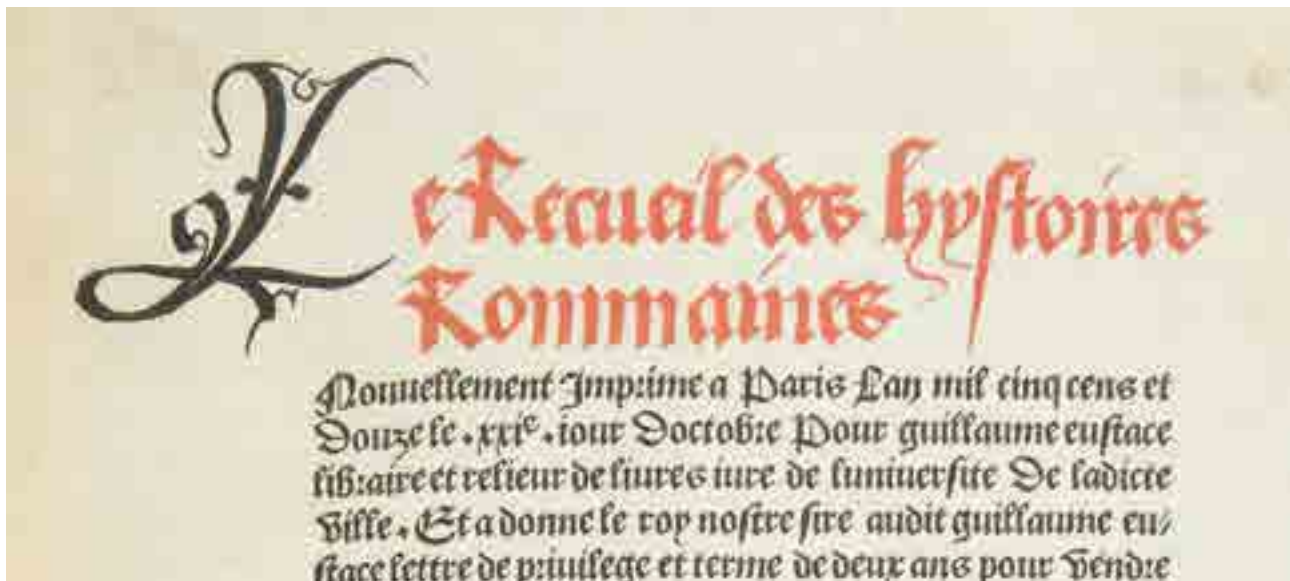 Le Recueil des hyſtoires
Rommaines
Nouuellement Imprime a Paris Lan mil cinq cens et
Douze le .xxie. iour Doctobre Pour guillaume euſtace
libraire et relieur de liures iure de luniuerſite De ladicte
Ville. Et a donne le roy noſtre ſire audit guillaume eu/
ſtace lettre de priuilege et terme de deux ans pour Vendre